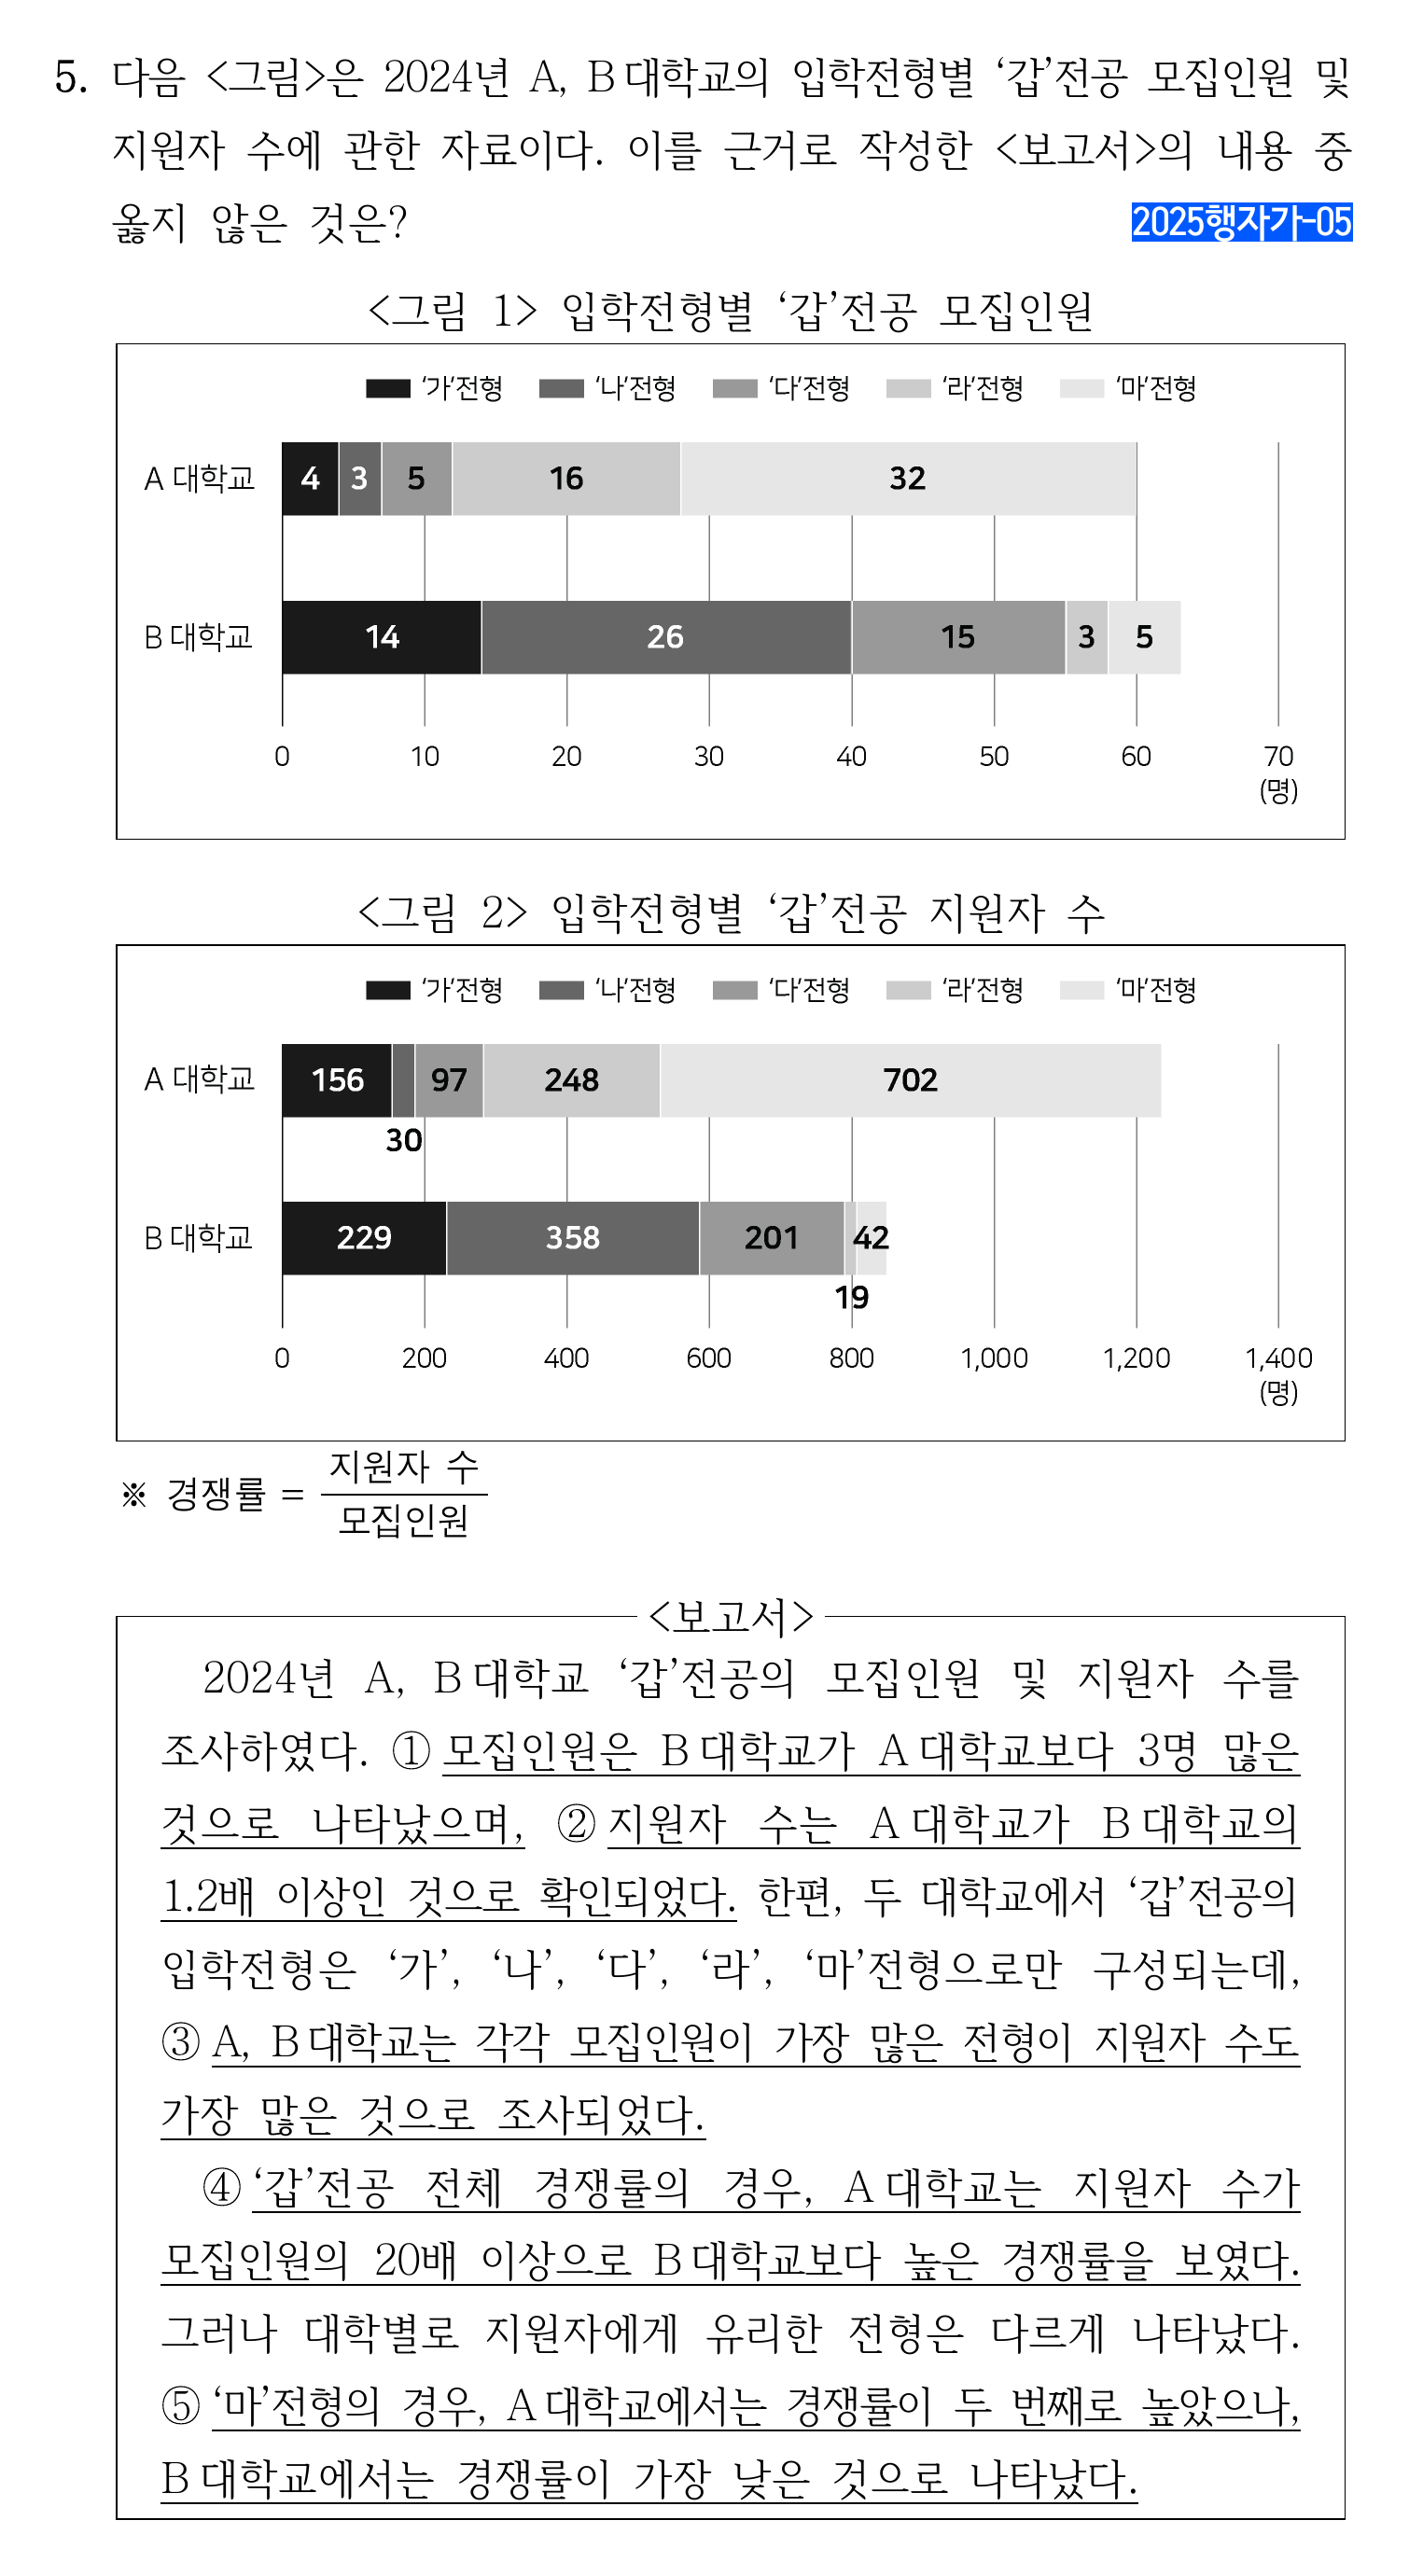 5. 다음 <그림>은 2024년 A, B대학교의 입학전형별 ‘갑’전공 모집인원 및
지원자 수에 관한 자료이다. 이를 근거로 작성한 <보고서>의 내용 중
옳지 않은 것은?
2025행자가-05
<그림 1> 입학전형별 ‘갑’전공 모집인원
‘가’전형 ‘나’전형 ‘다’전형 ‘라’전형 ‘마’전형
A 대학교 4 3 5 16 32
B 대학교 14 26 15 3 5
0 10 20 30 40 50 60 70
(명)
<그림 2> 입학전형별 ‘갑’전공 지원자 수
‘가’전형 ‘나’전형 ‘다’전형 ‘라’전형 ‘마’전형
A 대학교 156 97 248 702
30
B 대학교 229 358 201 42
19
0 200 400 600 800 1,000 1,200 1,400
(명)
※ 경쟁률 = 지원자 수
모집인원
<보고서>
2024년 A, B대학교 ‘갑’전공의 모집인원 및 지원자 수를
조사하였다. ① 모집인원은 B대학교가 A대학교보다 3명 많은
것으로 나타났으며, ② 지원자 수는 A대학교가 B대학교의
1.2배 이상인 것으로 확인되었다. 한편, 두 대학교에서 ‘갑’전공의
입학전형은 ‘가’, ‘나’, ‘다’, ‘라’, ‘마’전형으로만 구성되는데,
③ A, B대학교는 각각 모집인원이 가장 많은 전형이 지원자 수도
가장 많은 것으로 조사되었다.
④ ‘갑’전공 전체 경쟁률의 경우, A대학교는 지원자 수가
모집인원의 20배 이상으로 B대학교보다 높은 경쟁률을 보였다.
그러나 대학별로 지원자에게 유리한 전형은 다르게 나타났다.
⑤ ‘마’전형의 경우, A대학교에서는 경쟁률이 두 번째로 높았으나,
B대학교에서는 경쟁률이 가장 낮은 것으로 나타났다.